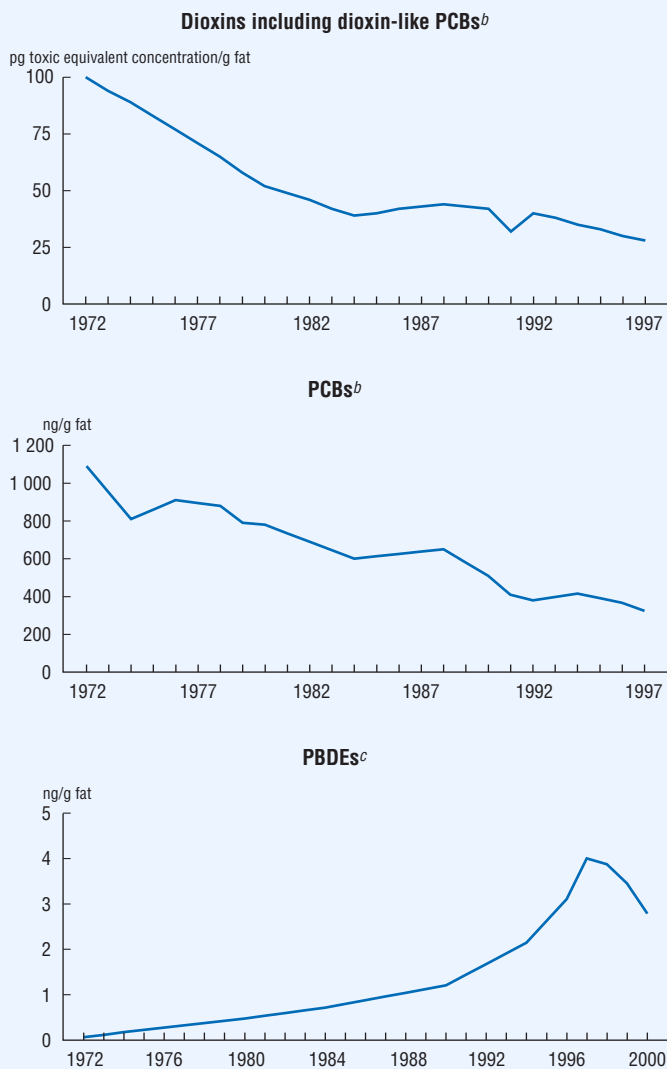 Dioxins including dioxin-like PCBsb
pg toxic equivalent concentration/g fat
100
75
50
25
0
1972 1977 1982 1987 1992 1997
PCBsb
ng/g fat
1 200
1 000
800
600
400
200
0
1972 1977 1982 1987 1992 1997
PBDEsc
ng/g fat
5
4
3
2
1
0
1972 1976 1980 1984 1988 1992 1996 2000